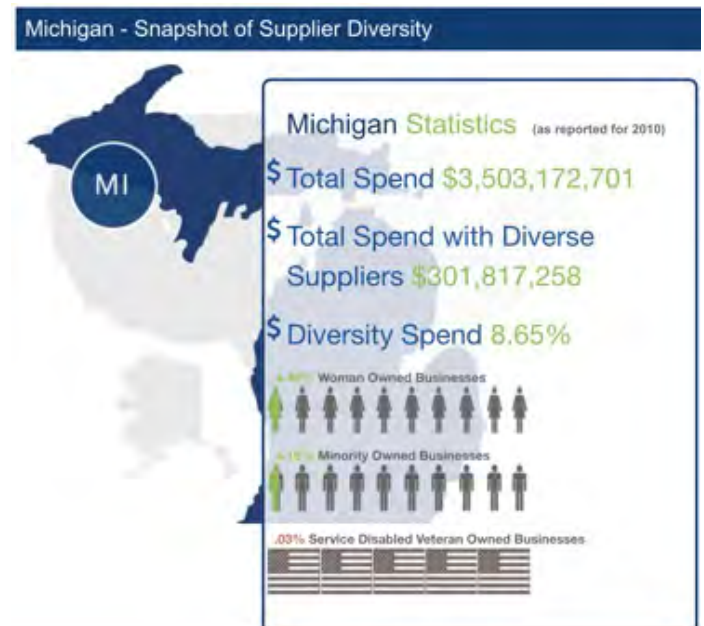 Michigan - Snapshot of Supplier Diversity
MI
Michigan Statistics (as reported for 2010)
$ Total Spend $3,503,172,701
$ Total Spend with Diverse
Suppliers $301,817,258
$ Diversity Spend 8.65%
Woman Owned Businesses
Minority Owned Businesses
.03% Service Disabled Veteran Owned Businesses